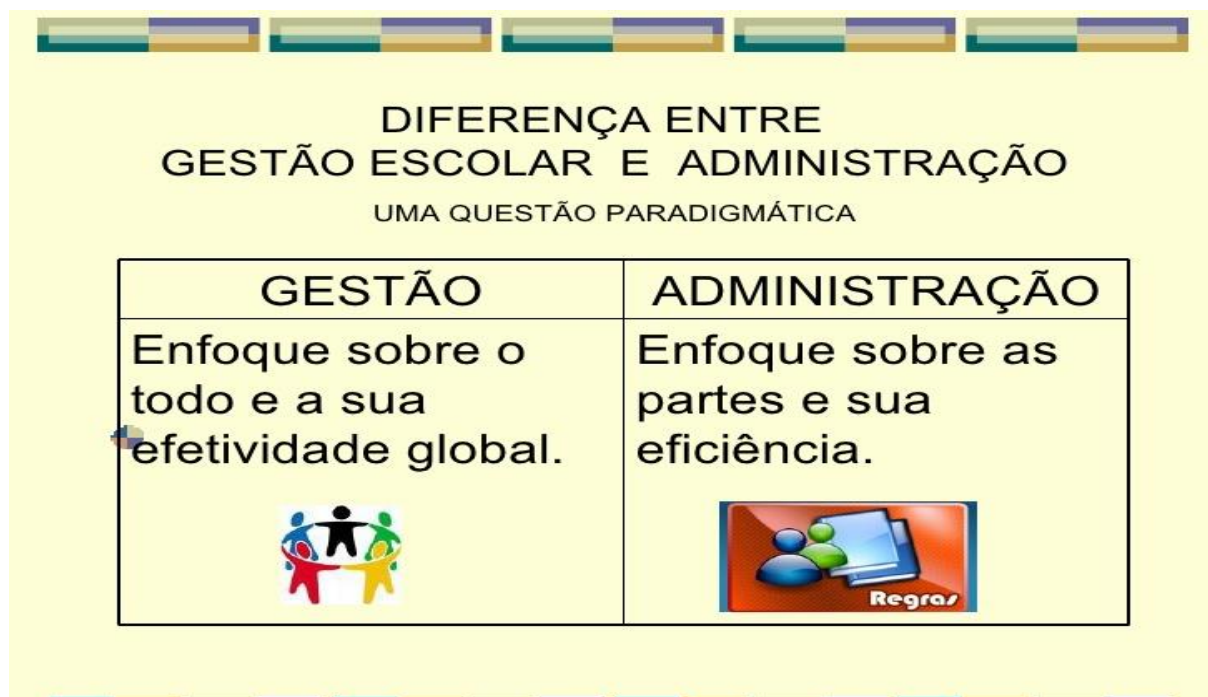 DIFERENÇA ENTRE
GESTÃO ESCOLAR E ADMINISTRAÇÃO
UMA QUESTÃO PARADIGMÁTICA
GESTÃO
Enfoque sobre o
todo e a sua
efetividade global.
ADMINISTRAÇÃO
Enfoque sobre as
partes e sua
eficiência.
Regras